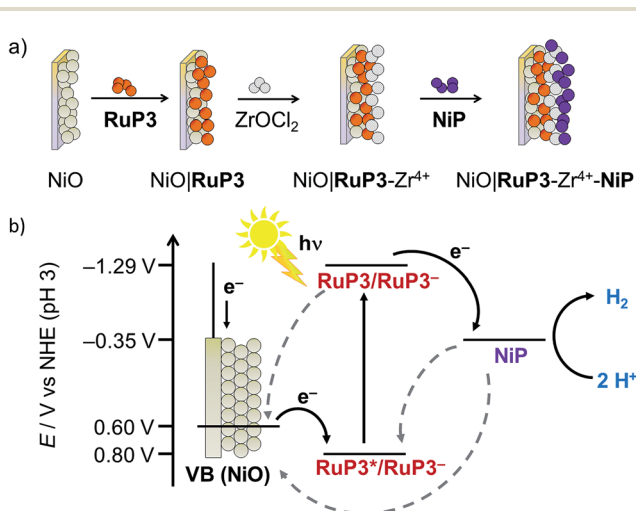 a)
RuP3
ZrOCl₂
NiP
NiO
NiO|RuP3
NiO|RuP3-Zr⁴⁺
NiO|RuP3-Zr⁴⁺-NiP
b)
E / V vs NHE (pH 3)
−1.29 V
−0.35 V
0.60 V
0.80 V
hν
e⁻
RuP3/RuP3⁻
e⁻
H₂
NiP
2 H⁺
e⁻
VB (NiO)
RuP3*/RuP3⁻